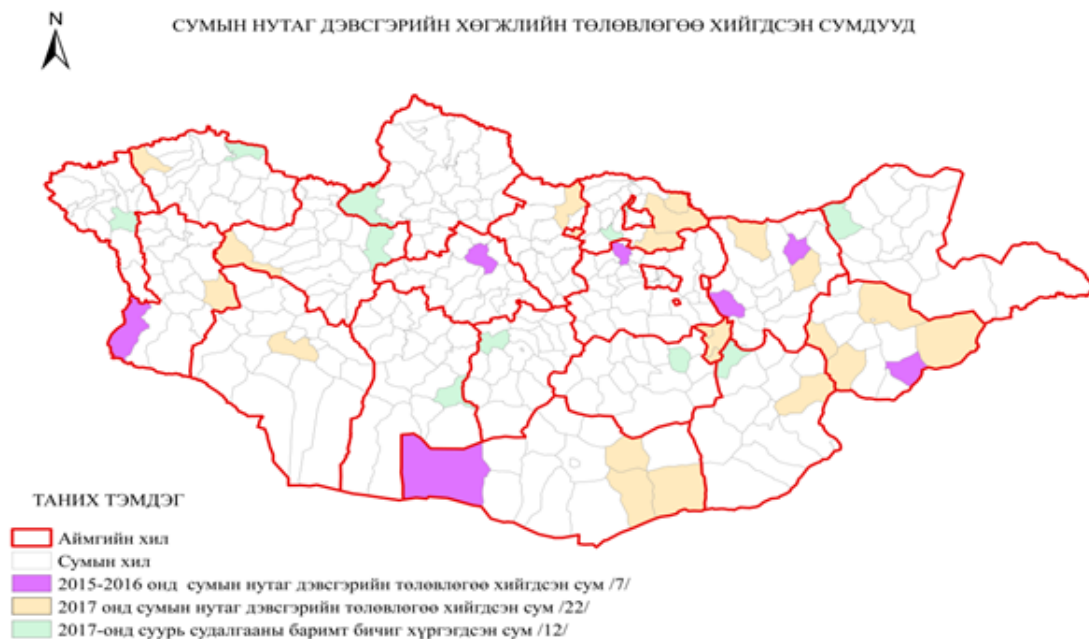 СУМЫН НУТАГ ДЭВСГЭРИЙН ХӨГЖЛИЙН ТӨЛӨВЛӨГӨӨ ХИЙГДСЭН СУМДУУД
N
ТАНИХ ТЭМДЭГ
Аймгийн хил
Сумын хил
2015-2016 онд сумын нутаг дэвсгэрийн төлөвлөгөө хийгдсэн сум /7/
2017 онд сумын нутаг дэвсгэрийн төлөвлөгөө хийгдсэн сум /22/
2017-онд суурь судалгааны баримт бичиг хүргэгдсэн сум /12/